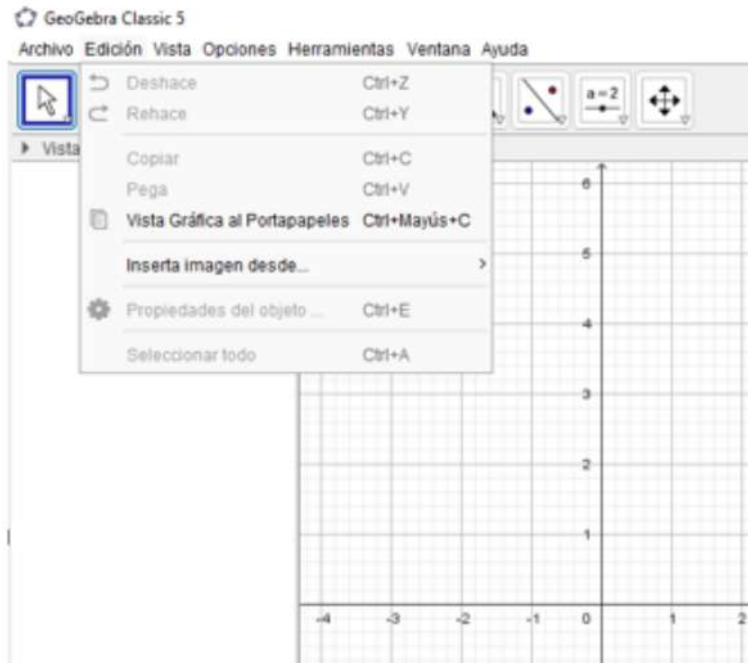 GeoGebra Classic 5
Archivo Edición Vista Opciones Herramientas Ventana Ayuda
Deshace Ctrl+Z
Rehace Ctrl+Y
a=2
Vista
Copiar Ctrl+C
Pega Ctrl+V
Vista Gráfica al Portapapeles Ctrl+Mayús+C
Inserta imagen desde...
Propiedades del objeto ... Ctrl+E
Seleccionar todo Ctrl+A
6
5
4
3
2
1
-4 -3 -2 -1 0 1 2